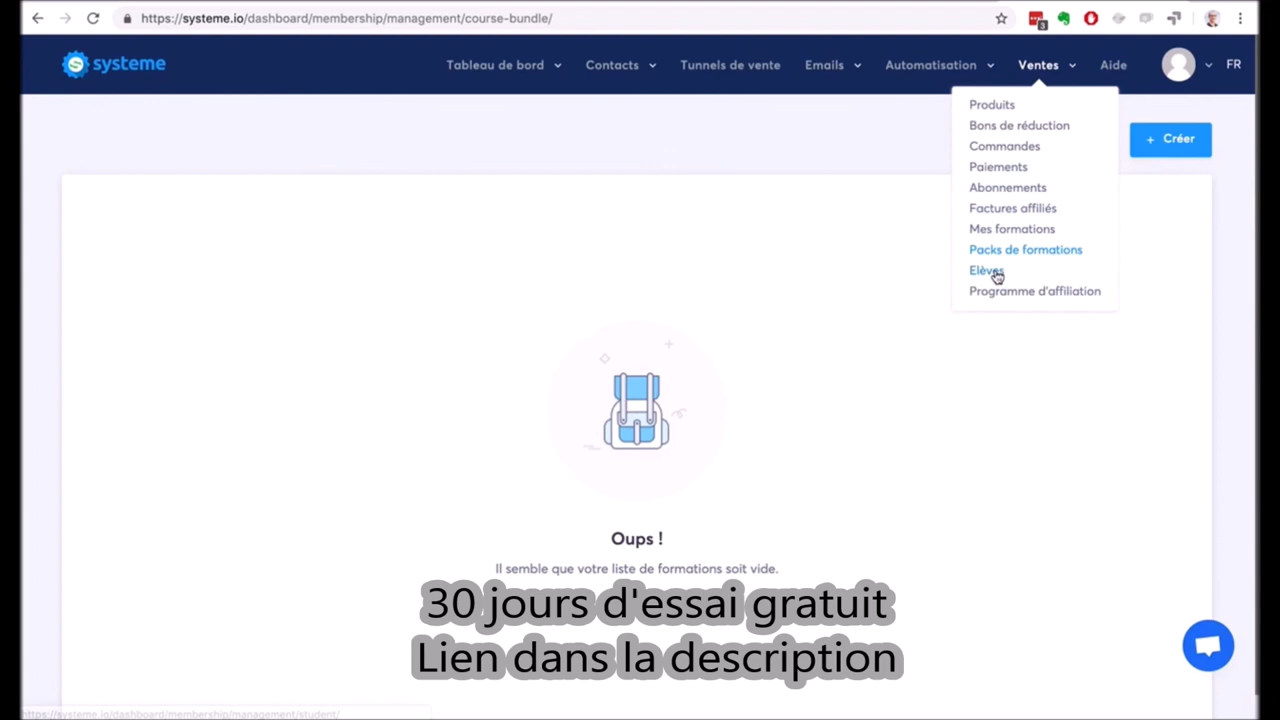 https://systeme.io/dashboard/membership/management/course-bundle/
3
systeme
Tableau de bord
Contacts
Tunnels de vente
Emails
Automatisation
Ventes
Aide
FR
Produits
Bons de réduction
+ Créer
Commandes
Paiements
Abonnements
Factures affiliés
Mes formations
Packs de formations
Elèves
Programme d'affiliation
Oups !
Il semble que votre liste de formations soit vide.
30 jours d'essai gratuit
Lien dans la description
https://systeme.io/dashboard/membership/management/student/